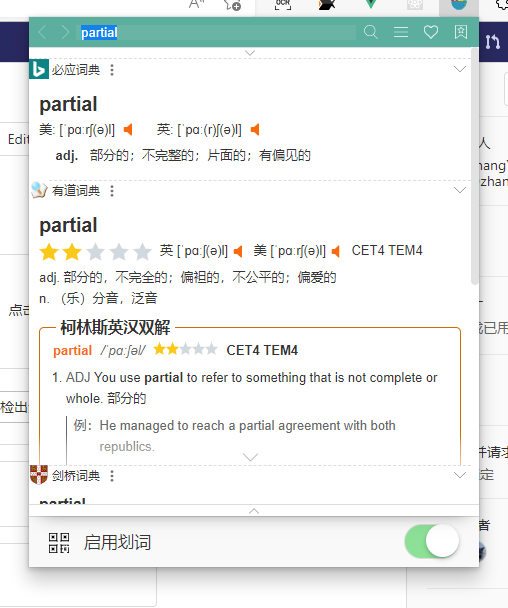 OCR
partial
必应词典
partial
美: [ˈpɑːrʃ(ə)l] 英: [ˈpɑː(r)ʃ(ə)l]
adj. 部分的；不完整的；片面的；有偏见的
Edit
有道词典
partial
英 [ˈpɑːʃ(ə)l] 美 [ˈpɑːrʃ(ə)l] CET4 TEM4
adj. 部分的，不完全的；偏袒的，不公平的；偏爱的
n. （乐）分音，泛音
点击
柯林斯英汉双解
partial /ˈpɑːʃəl/ CET4 TEM4
1. ADJ You use partial to refer to something that is not complete or
whole. 部分的
例：He managed to reach a partial agreement with both
republics.
检出
剑桥词典
partial
启用划词
人
zhan
已用
并请求
定
者